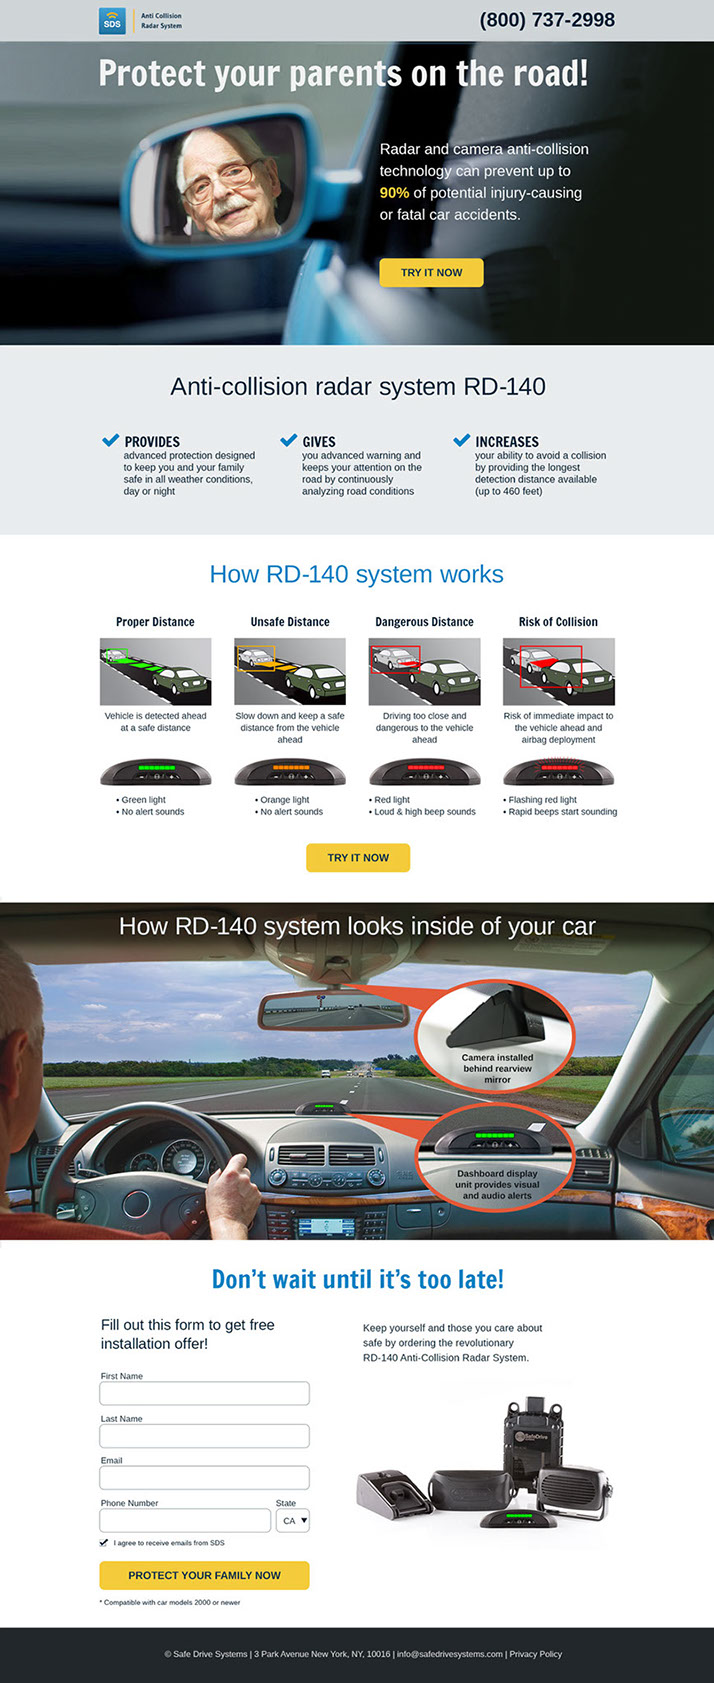 SDS
Anti Collision
Radar System
(800) 737-2998
Protect your parents on the road!
Radar and camera anti-collision
technology can prevent up to
90% of potential injury-causing
or fatal car accidents.
TRY IT NOW
Anti-collision radar system RD-140
PROVIDES
advanced protection designed
to keep you and your family
safe in all weather conditions,
day or night
GIVES
you advanced warning and
keeps your attention on the
road by continuously
analyzing road conditions
INCREASES
your ability to avoid a collision
by providing the longest
detection distance available
(up to 460 feet)
How RD-140 system works
Proper Distance
Vehicle is detected ahead
at a safe distance
• Green light
• No alert sounds
Unsafe Distance
Slow down and keep a safe
distance from the vehicle
ahead
• Orange light
• No alert sounds
Dangerous Distance
Driving too close and
dangerous to the vehicle
ahead
• Red light
• Loud & high beep sounds
Risk of Collision
Risk of immediate impact to
the vehicle ahead and
airbag deployment
• Flashing red light
• Rapid beeps start sounding
TRY IT NOW
How RD-140 system looks inside of your car
Camera installed
behind rearview
mirror
Dashboard display
unit provides visual
and audio alerts
Don't wait until it's too late!
Fill out this form to get free
installation offer!
First Name
Last Name
Email
Phone Number
State
CA
I agree to receive emails from SDS
PROTECT YOUR FAMILY NOW
* Compatible with car models 2000 or newer
Keep yourself and those you care about
safe by ordering the revolutionary
RD-140 Anti-Collision Radar System.
SafeDrive
© Safe Drive Systems | 3 Park Avenue New York, NY, 10016 | info@safedrivesystems.com | Privacy Policy